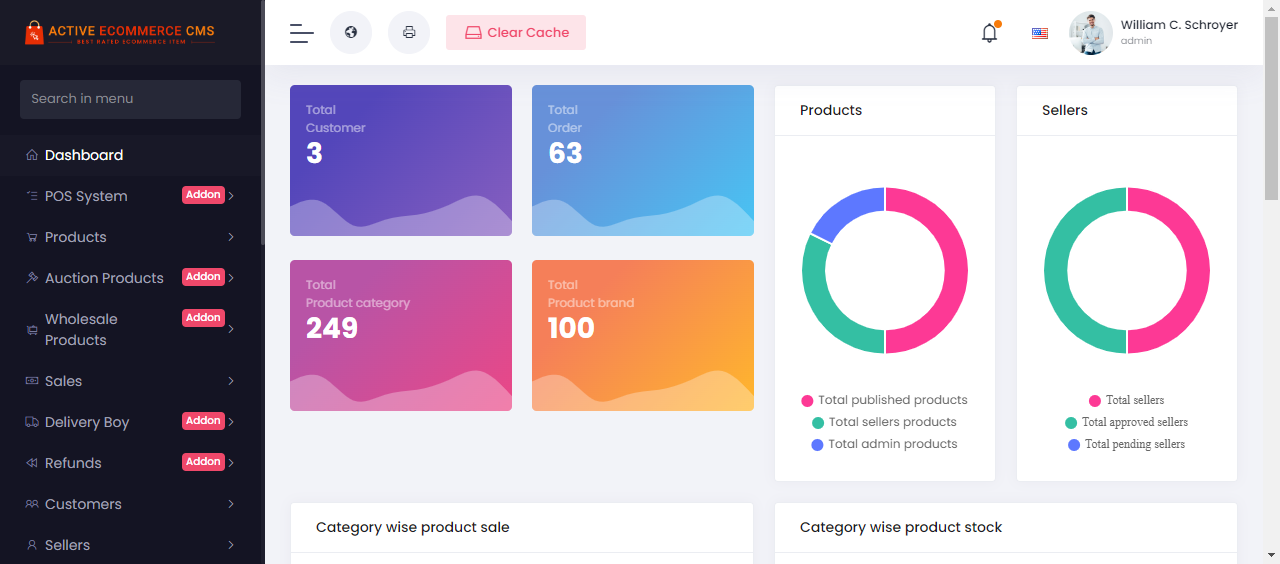 ACTIVE ECOMMERCE CMS
BEST RATED ECOMMERCE ITEM
Search in menu
Dashboard
POS System Addon
Products
Auction Products Addon
Wholesale Products Addon
Sales
Delivery Boy Addon
Refunds Addon
Customers
Sellers
Clear Cache
William C. Schroyer
admin
Total
Customer
3
Total
Order
63
Total
Product category
249
Total
Product brand
100
Products
Total published products
Total sellers products
Total admin products
Sellers
Total sellers
Total approved sellers
Total pending sellers
Category wise product sale
Category wise product stock